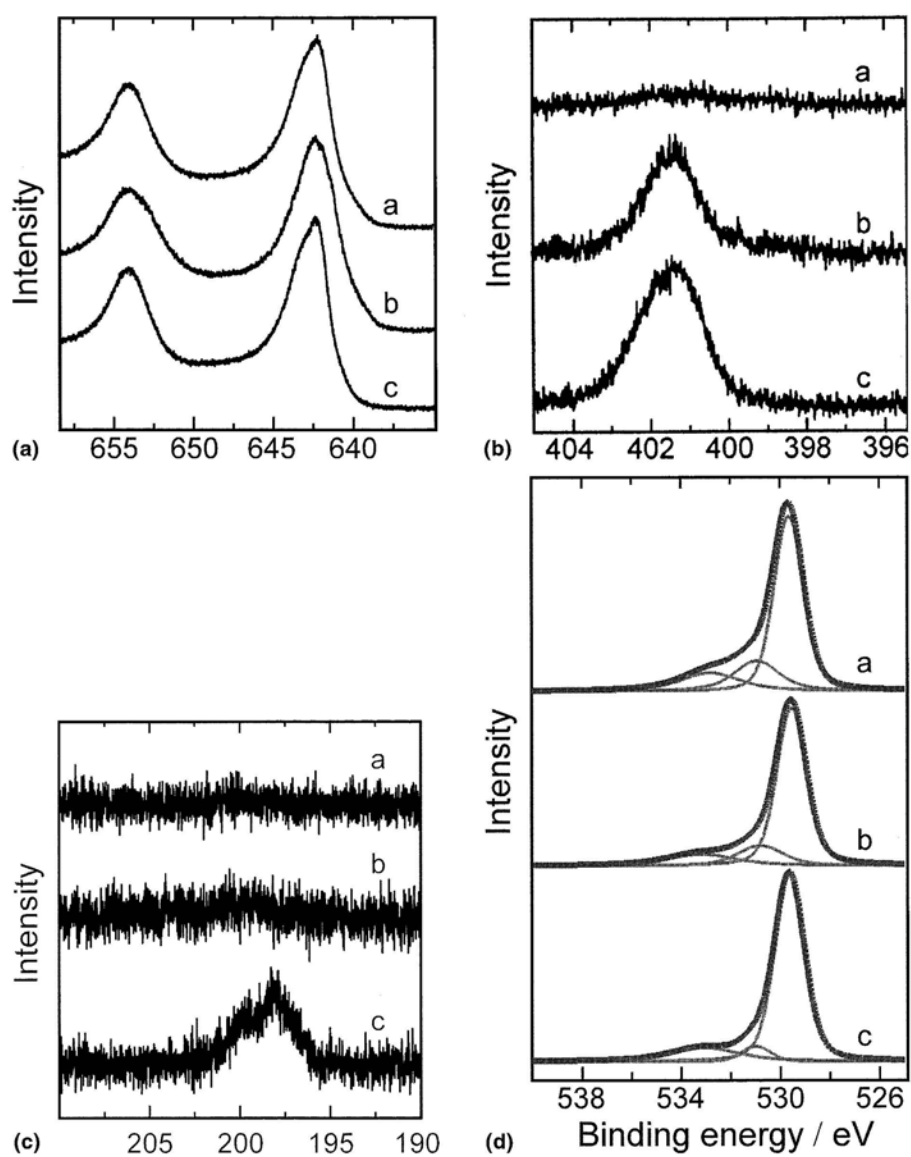 Intensity
a
b
c
(a)
655 650 645 640
Intensity
a
b
c
(b)
404 402 400 398 396
Intensity
a
b
c
(c)
205 200 195 190
Intensity
a
b
c
(d)
538 534 530 526
Binding energy / eV